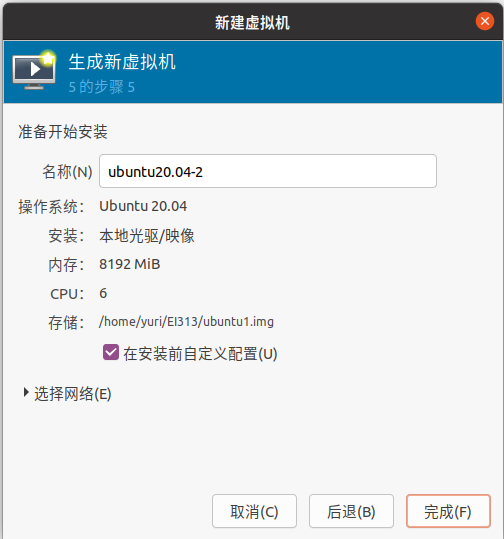 新建虚拟机
生成新虚拟机
5 的步骤 5
准备开始安装
名称(N) ubuntu20.04-2
操作系统: Ubuntu 20.04
安装: 本地光驱/映像
内存: 8192 MiB
CPU: 6
存储: /home/yuri/EI313/ubuntu1.img
在安装前自定义配置(U)
选择网络(E)
取消(C) 后退(B) 完成(F)